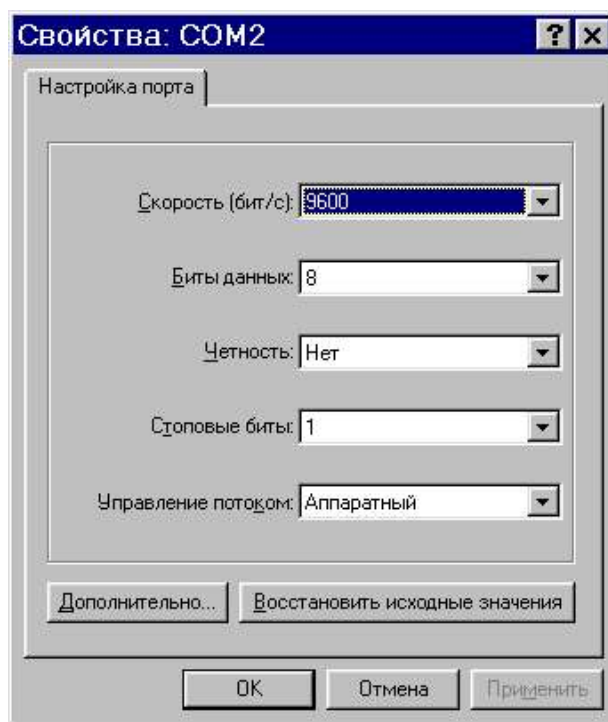 Свойства: COM2
Настройка порта
Скорость (бит/с): 9600
Биты данных: 8
Четность: Нет
Стоповые биты: 1
Управление потоком: Аппаратный
Дополнительно... Восстановить исходные значения
OK Отмена Применить